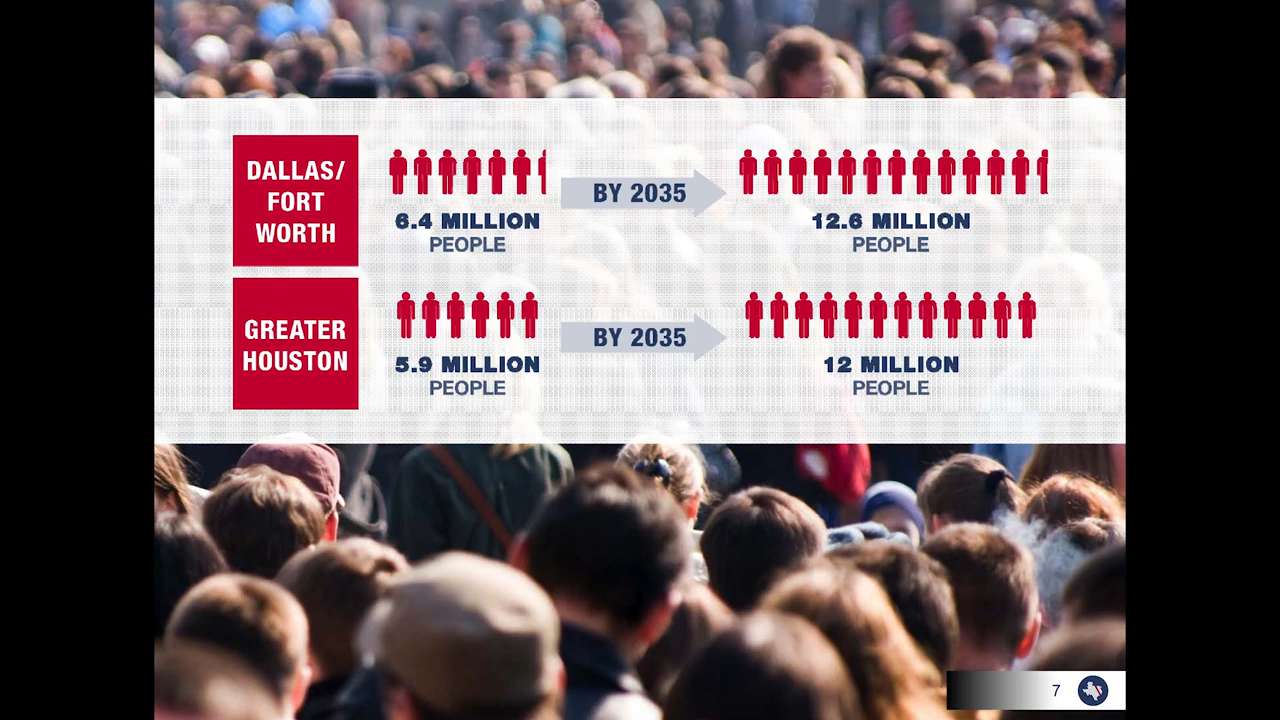 DALLAS/
FORT
WORTH
6.4 MILLION
PEOPLE
BY 2035
12.6 MILLION
PEOPLE
GREATER
HOUSTON
5.9 MILLION
PEOPLE
BY 2035
12 MILLION
PEOPLE
7